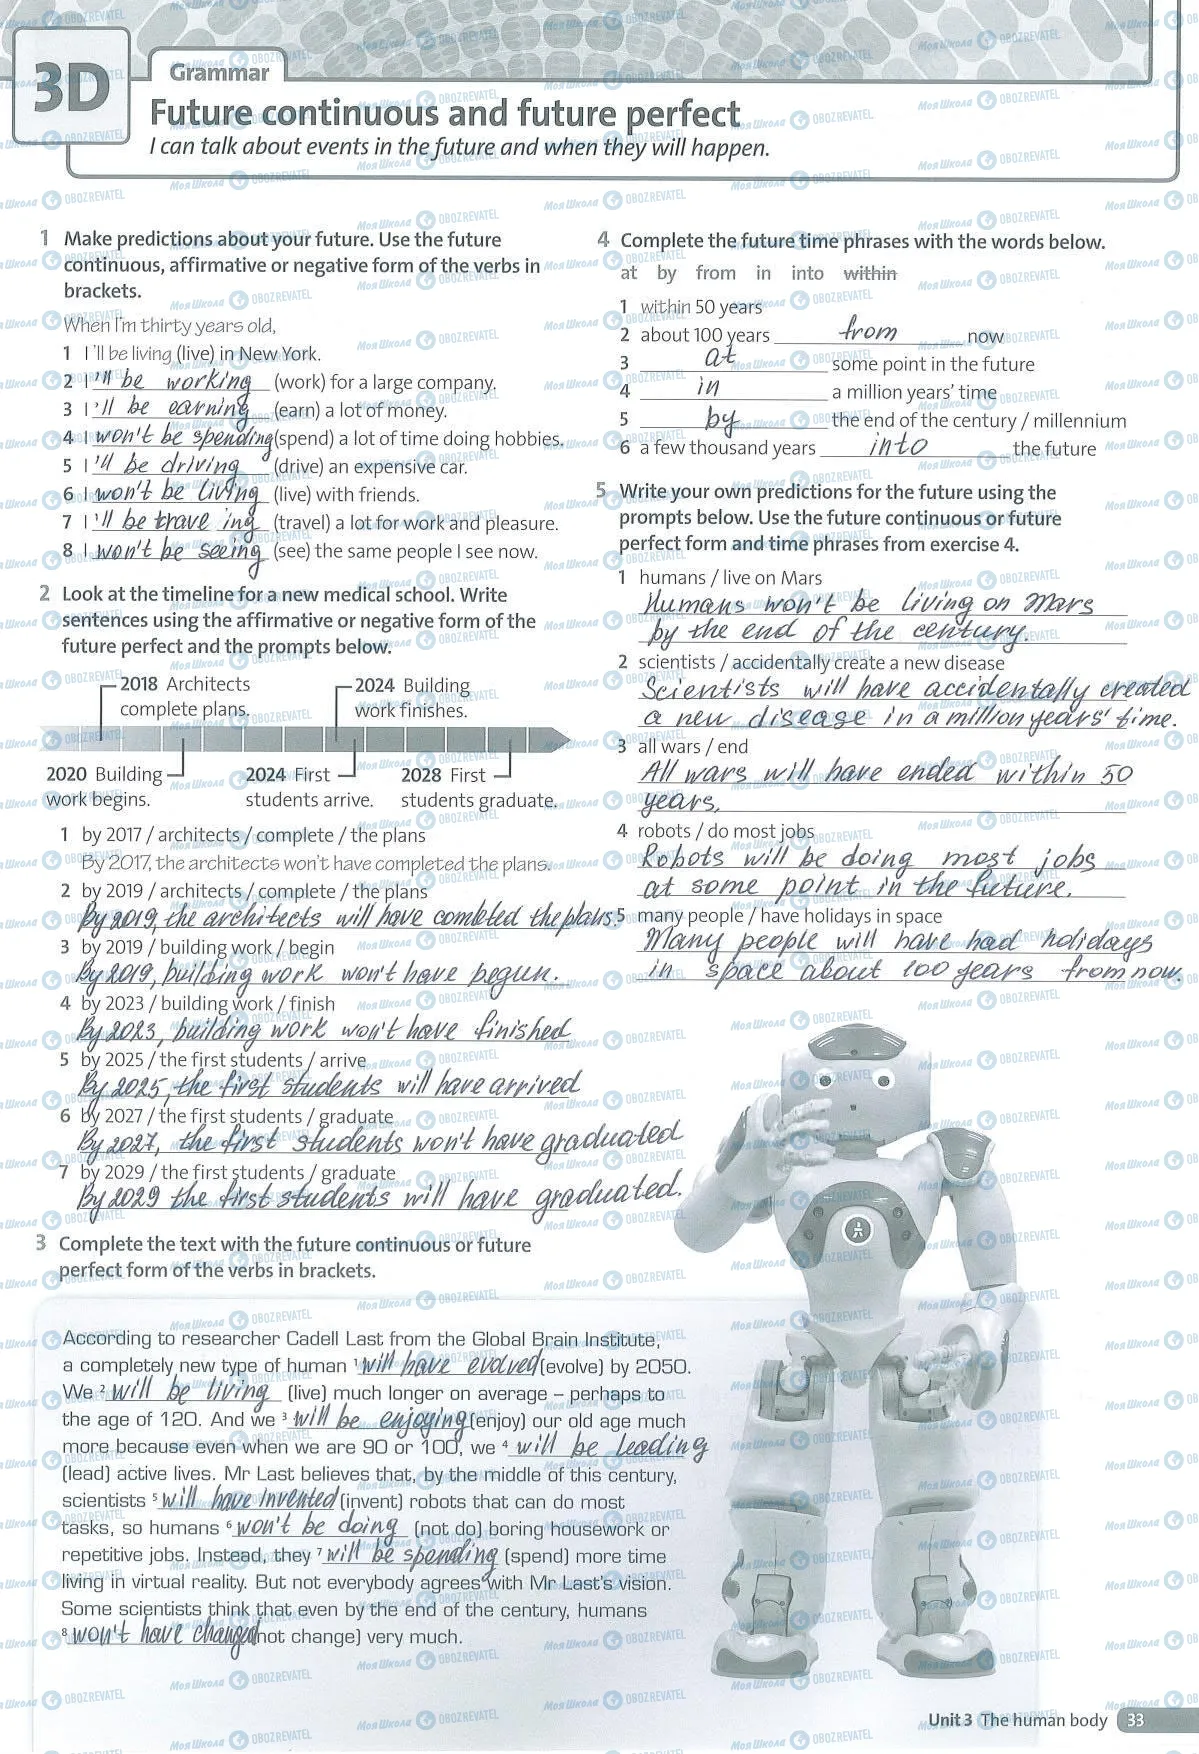 3D
Grammar
Future continuous and future perfect
I can talk about events in the future and when they will happen.
1 Make predictions about your future. Use the future
continuous, affirmative or negative form of the verbs in
brackets.
When I'm thirty years old,
1 I 'll be living (live) in New York.
2 I 'll be working (work) for a large company.
3 I 'll be earning (earn) a lot of money.
4 I won't be spending (spend) a lot of time doing hobbies.
5 I 'll be driving (drive) an expensive car.
6 I won't be living (live) with friends.
7 I 'll be trave ing (travel) a lot for work and pleasure.
8 I won't be seeing (see) the same people I see now.
2 Look at the timeline for a new medical school. Write
sentences using the affirmative or negative form of the
future perfect and the prompts below.
2018 Architects
complete plans.
2024 Building
work finishes.
2020 Building
work begins.
2024 First
students arrive.
2028 First
students graduate.
1 by 2017 / architects / complete / the plans
By 2017, the architects won't have completed the plans.
2 by 2019 / architects / complete / the plans
By 2019, the architects will have comleted the plans.
3 by 2019 / building work / begin
By 2019, building work won't have begun.
4 by 2023 / building work / finish
By 2023, building work won't have finished
5 by 2025 / the first students / arrive
By 2025, the first students will have arrived
6 by 2027 / the first students / graduate
By 2027, the first students won't have graduated
7 by 2029 / the first students / graduate
By 2029 the first students will have graduated.
3 Complete the text with the future continuous or future
perfect form of the verbs in brackets.
According to researcher Cadell Last from the Global Brain Institute,
a completely new type of human 1 will have evolved (evolve) by 2050.
We 2 will be living (live) much longer on average – perhaps to
the age of 120. And we 3 will be enjoying (enjoy) our old age much
more because even when we are 90 or 100, we 4 will be leading
(lead) active lives. Mr Last believes that, by the middle of this century,
scientists 5 will have invented (invent) robots that can do most
tasks, so humans 6 won't be doing (not do) boring housework or
repetitive jobs. Instead, they 7 will be spending (spend) more time
living in virtual reality. But not everybody agrees with Mr Last's vision.
Some scientists think that even by the end of the century, humans
8 won't have changed (not change) very much.
4 Complete the future time phrases with the words below.
at by from in into within
1 within 50 years
2 about 100 years from now
3 at some point in the future
4 in a million years' time
5 by the end of the century / millennium
6 a few thousand years into the future
5 Write your own predictions for the future using the
prompts below. Use the future continuous or future
perfect form and time phrases from exercise 4.
1 humans / live on Mars
Humans won't be living on Mars
by the end of the century.
2 scientists / accidentally create a new disease
Scientists will have accidentally created
a new disease in a million years' time.
3 all wars / end
All wars will have ended within 50
years.
4 robots / do most jobs
Robots will be doing most jobs
at some point in the future.
5 many people / have holidays in space
Many people will have had holidays
in space about 100 years from now.
Unit 3 The human body 33
Моя Школа OBOZREVATEL